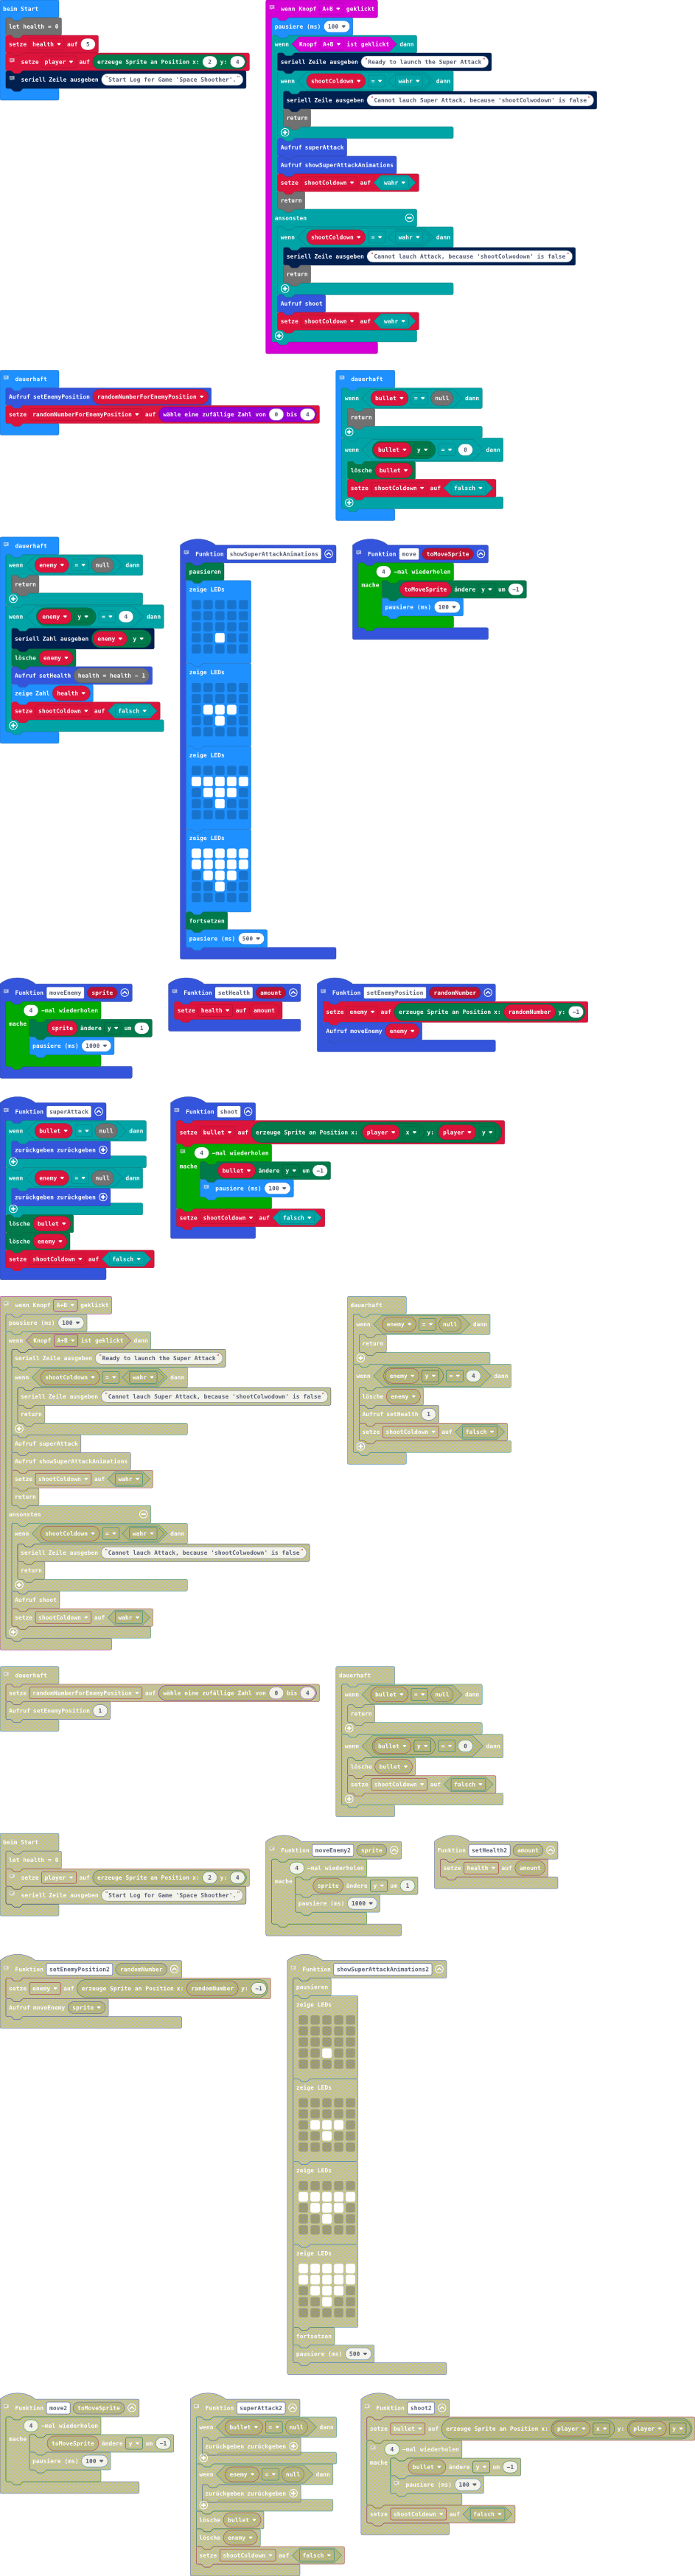 beim Start
let health = 0
setze health auf 5
setze player auf erzeuge Sprite an Position x: 2 y: 4
seriell Zeile ausgeben "Start Log for Game 'Space Shoother'."
wenn Knopf A+B geklickt
pausiere (ms) 100
wenn Knopf A+B ist geklickt dann
seriell Zeile ausgeben "Ready to launch the Super Attack"
wenn shootColdown = wahr dann
seriell Zeile ausgeben "Cannot lauch Super Attack, because 'shootColwodown' is false"
return
Aufruf superAttack
Aufruf showSuperAttackAnimations
setze shootColdown auf wahr
return
ansonsten
wenn shootColdown = wahr dann
seriell Zeile ausgeben "Cannot lauch Attack, because 'shootColwodown' is false"
return
Aufruf shoot
setze shootColdown auf wahr
dauerhaft
Aufruf setEnemyPosition randomNumberForEnemyPosition
setze randomNumberForEnemyPosition auf wähle eine zufällige Zahl von 0 bis 4
dauerhaft
wenn bullet = null dann
return
wenn bullet y = 0 dann
lösche bullet
setze shootColdown auf falsch
dauerhaft
wenn enemy = null dann
return
wenn enemy y = 4 dann
seriell Zahl ausgeben enemy y
lösche enemy
Aufruf setHealth health = health - 1
zeige Zahl health
setze shootColdown auf falsch
Funktion showSuperAttackAnimations
pausieren
zeige LEDs
zeige LEDs
zeige LEDs
zeige LEDs
fortsetzen
pausiere (ms) 500
Funktion move toMoveSprite
4 -mal wiederholen
mache toMoveSprite ändere y um -1
pausiere (ms) 100
Funktion moveEnemy sprite
4 -mal wiederholen
mache sprite ändere y um 1
pausiere (ms) 1000
Funktion setHealth amount
setze health auf amount
Funktion setEnemyPosition randomNumber
setze enemy auf erzeuge Sprite an Position x: randomNumber y: -1
Aufruf moveEnemy enemy
Funktion superAttack
wenn bullet = null dann
zurückgeben zurückgeben
wenn enemy = null dann
zurückgeben zurückgeben
lösche bullet
lösche enemy
setze shootColdown auf falsch
Funktion shoot
setze bullet auf erzeuge Sprite an Position x: player x y: player y
4 -mal wiederholen
mache bullet ändere y um -1
pausiere (ms) 100
setze shootColdown auf falsch
wenn Knopf A+B geklickt
pausiere (ms) 100
wenn Knopf A+B ist geklickt dann
seriell Zeile ausgeben "Ready to launch the Super Attack"
wenn shootColdown = wahr dann
seriell Zeile ausgeben "Cannot lauch Super Attack, because 'shootColwodown' is false"
return
Aufruf superAttack
Aufruf showSuperAttackAnimations
setze shootColdown auf wahr
return
ansonsten
wenn shootColdown = wahr dann
seriell Zeile ausgeben "Cannot lauch Attack, because 'shootColwodown' is false"
return
Aufruf shoot
setze shootColdown auf wahr
dauerhaft
wenn enemy = null dann
return
wenn enemy y = 4 dann
lösche enemy
Aufruf setHealth 1
setze shootColdown auf falsch
dauerhaft
setze randomNumberForEnemyPosition auf wähle eine zufällige Zahl von 0 bis 4
Aufruf setEnemyPosition 1
dauerhaft
wenn bullet = null dann
return
wenn bullet y = 0 dann
lösche bullet
setze shootColdown auf falsch
beim Start
let health = 0
setze player auf erzeuge Sprite an Position x: 2 y: 4
seriell Zeile ausgeben "Start Log for Game 'Space Shoother'."
Funktion moveEnemy2 sprite
4 -mal wiederholen
mache sprite ändere y um 1
pausiere (ms) 1000
Funktion setHealth2 amount
setze health auf amount
Funktion setEnemyPosition2 randomNumber
setze enemy auf erzeuge Sprite an Position x: randomNumber y: -1
Aufruf moveEnemy sprite
Funktion showSuperAttackAnimations2
pausieren
zeige LEDs
zeige LEDs
zeige LEDs
zeige LEDs
fortsetzen
pausiere (ms) 500
Funktion move2 toMoveSprite
4 -mal wiederholen
mache toMoveSprite ändere y um -1
pausiere (ms) 100
Funktion superAttack2
wenn bullet = null dann
zurückgeben zurückgeben
wenn enemy = null dann
zurückgeben zurückgeben
lösche bullet
lösche enemy
setze shootColdown auf falsch
Funktion shoot2
setze bullet auf erzeuge Sprite an Position x: player x y: player y
4 -mal wiederholen
mache bullet ändere y um -1
pausiere (ms) 100
setze shootColdown auf falsch